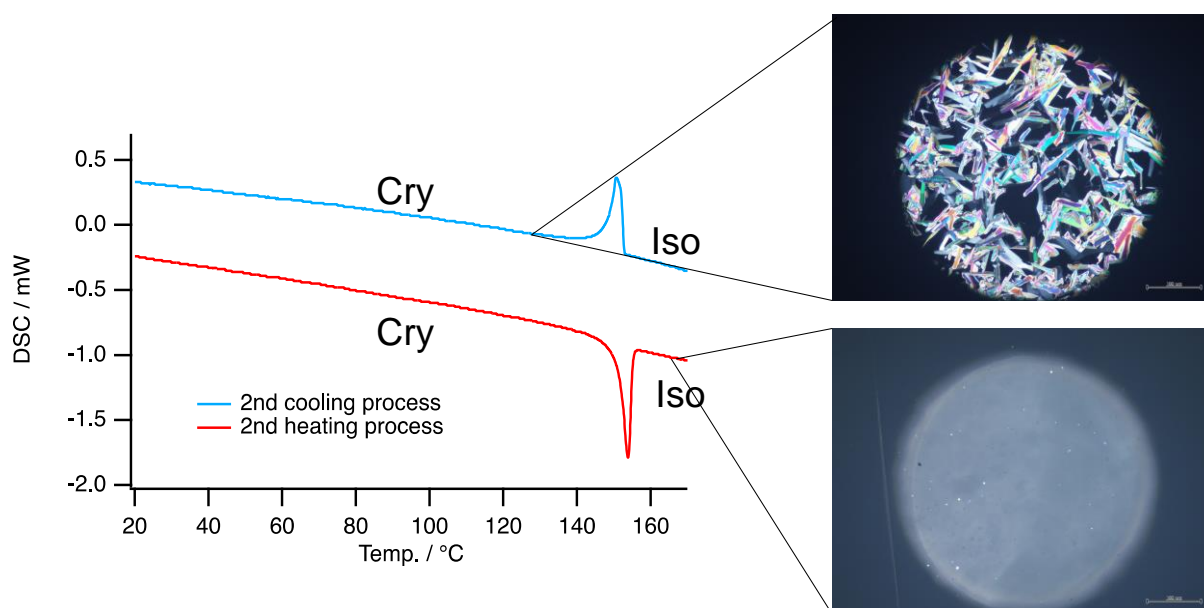 0.5
0.0
-0.5
-1.0
-1.5
-2.0
DSC / mW
Cry
Iso
Cry
Iso
2nd cooling process
2nd heating process
20
40
60
80
100
120
140
160
Temp. / °C